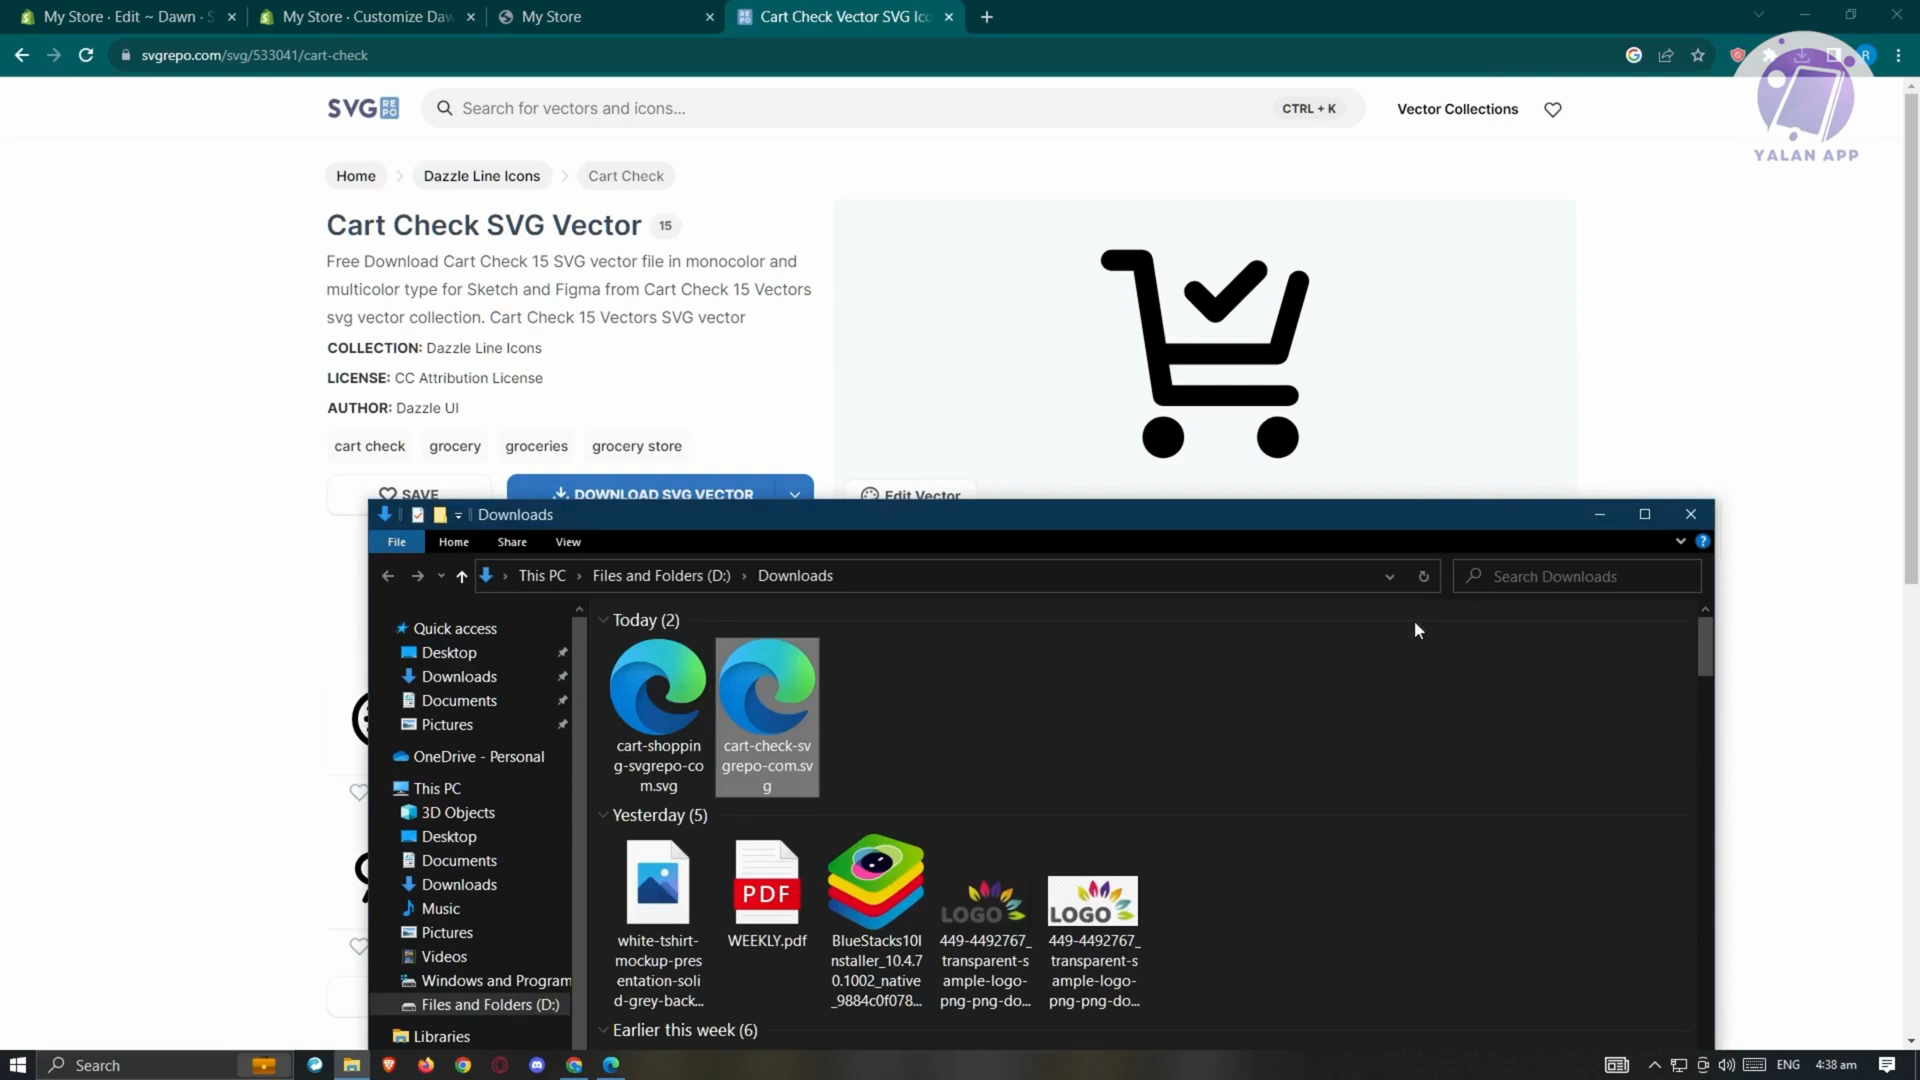 My Store · Edit ~ Dawn · S
My Store · Customize Daw
My Store
Cart Check Vector SVG Ico
svgrepo.com/svg/533041/cart-check
R
YALAN APP
SVG RE PO
Search for vectors and icons...
CTRL + K
Vector Collections
Home
Dazzle Line Icons
Cart Check
Cart Check SVG Vector 15
Free Download Cart Check 15 SVG vector file in monocolor and
multicolor type for Sketch and Figma from Cart Check 15 Vectors
svg vector collection. Cart Check 15 Vectors SVG vector
COLLECTION: Dazzle Line Icons
LICENSE: CC Attribution License
AUTHOR: Dazzle UI
cart check
grocery
groceries
grocery store
SAVE
DOWNLOAD SVG VECTOR
Edit Vector
Downloads
File
Home
Share
View
This PC
Files and Folders (D:)
Downloads
Search Downloads
Quick access
Desktop
Downloads
Documents
Pictures
OneDrive - Personal
This PC
3D Objects
Desktop
Documents
Downloads
Music
Pictures
Videos
Windows and Program
Files and Folders (D:)
Libraries
Today (2)
cart-shoppin
g-svgrepo-co
m.svg
cart-check-sv
grepo-com.sv
g
Yesterday (5)
PDF
LOGO
LOGO
white-tshirt-
mockup-pres
entation-soli
d-grey-back...
WEEKLY.pdf
BlueStacks10I
nstaller_10.4.7
0.1002_native
_9884c0f078...
449-4492767_
transparent-s
ample-logo-
png-png-do...
449-4492767_
transparent-s
ample-logo-
png-png-do...
Earlier this week (6)
Search
ENG
4:38 am